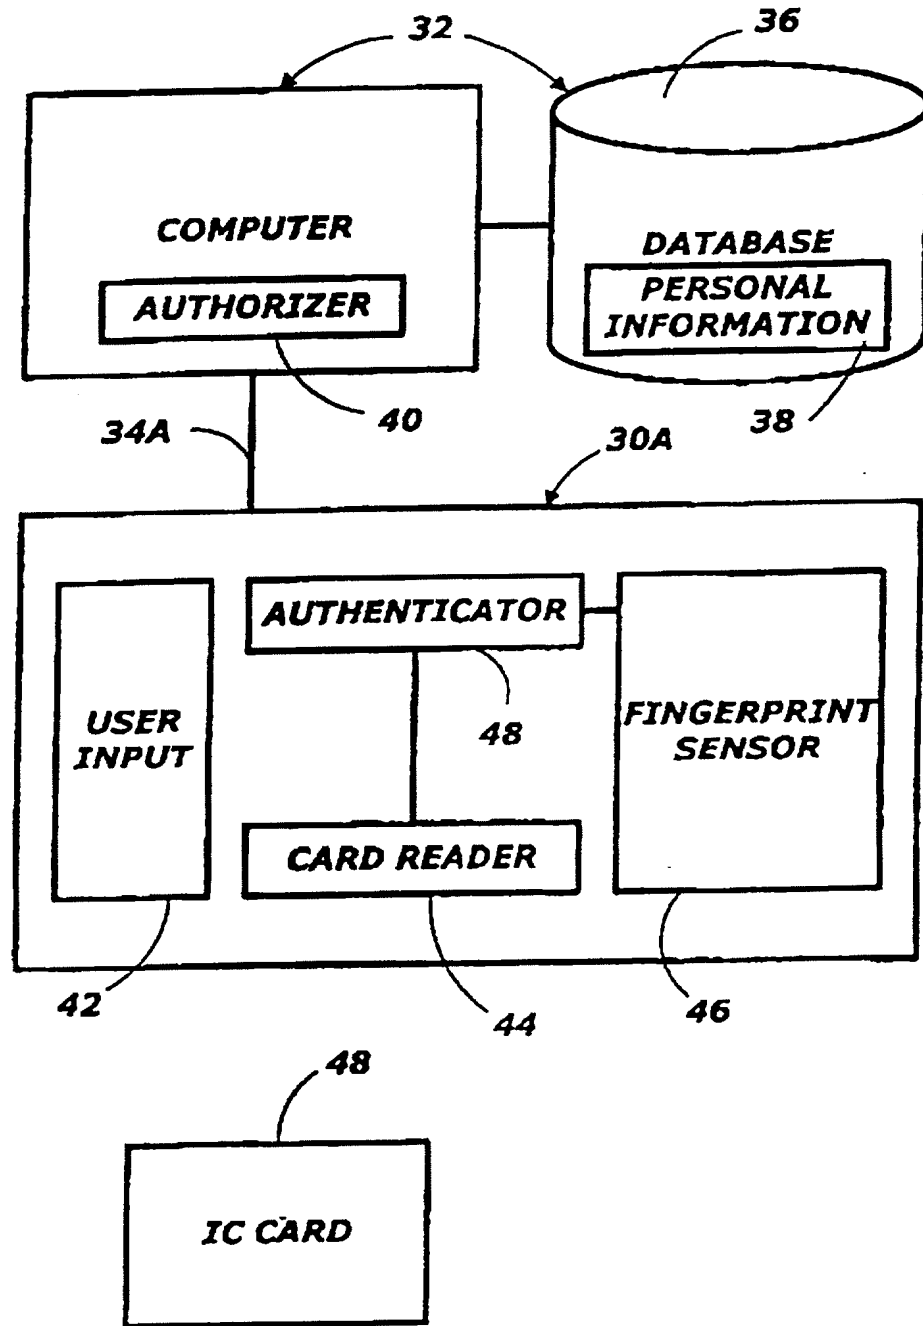 32
36
COMPUTER
AUTHORIZER
DATABASE
PERSONAL
INFORMATION
34A
40
30A
38
AUTHENTICATOR
USER
INPUT
48
FINGERPRINT
SENSOR
CARD READER
42
44
46
48
IC CARD